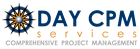 DAY CPM
services
COMPREHENSIVE PROJECT MANAGEMENT